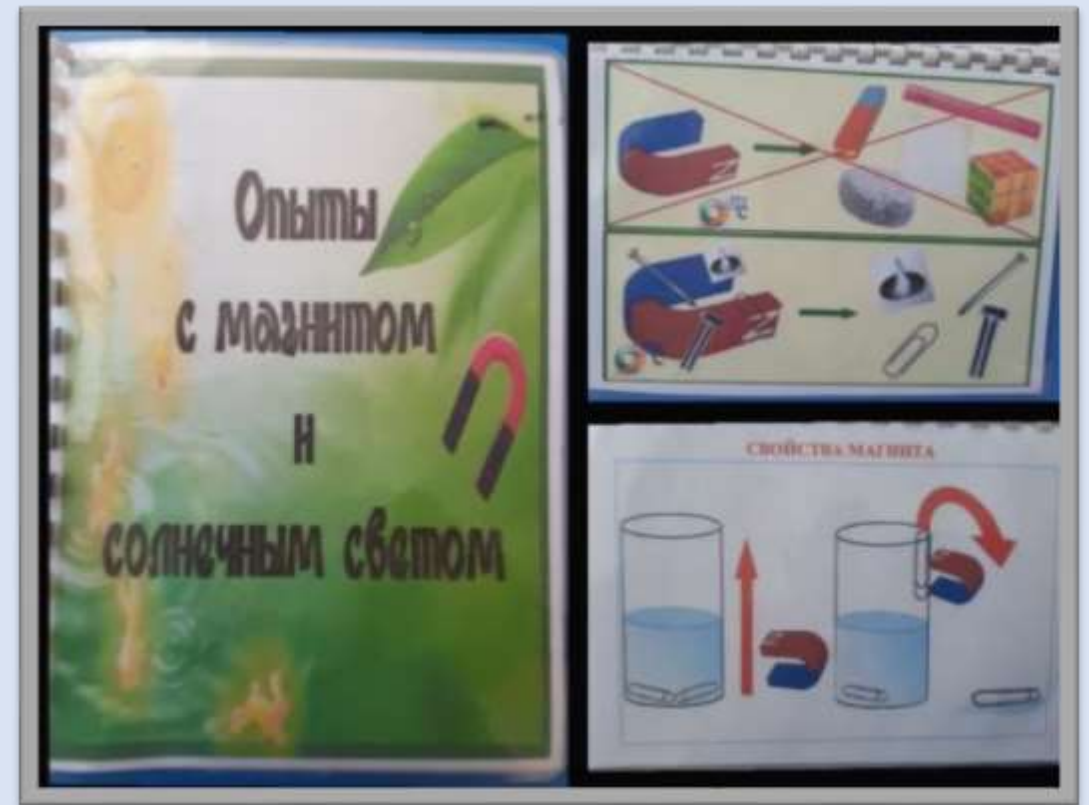 Опыты
с магнитом
и
солнечным светом
N
N
СВОЙСТВА МАГНИТА